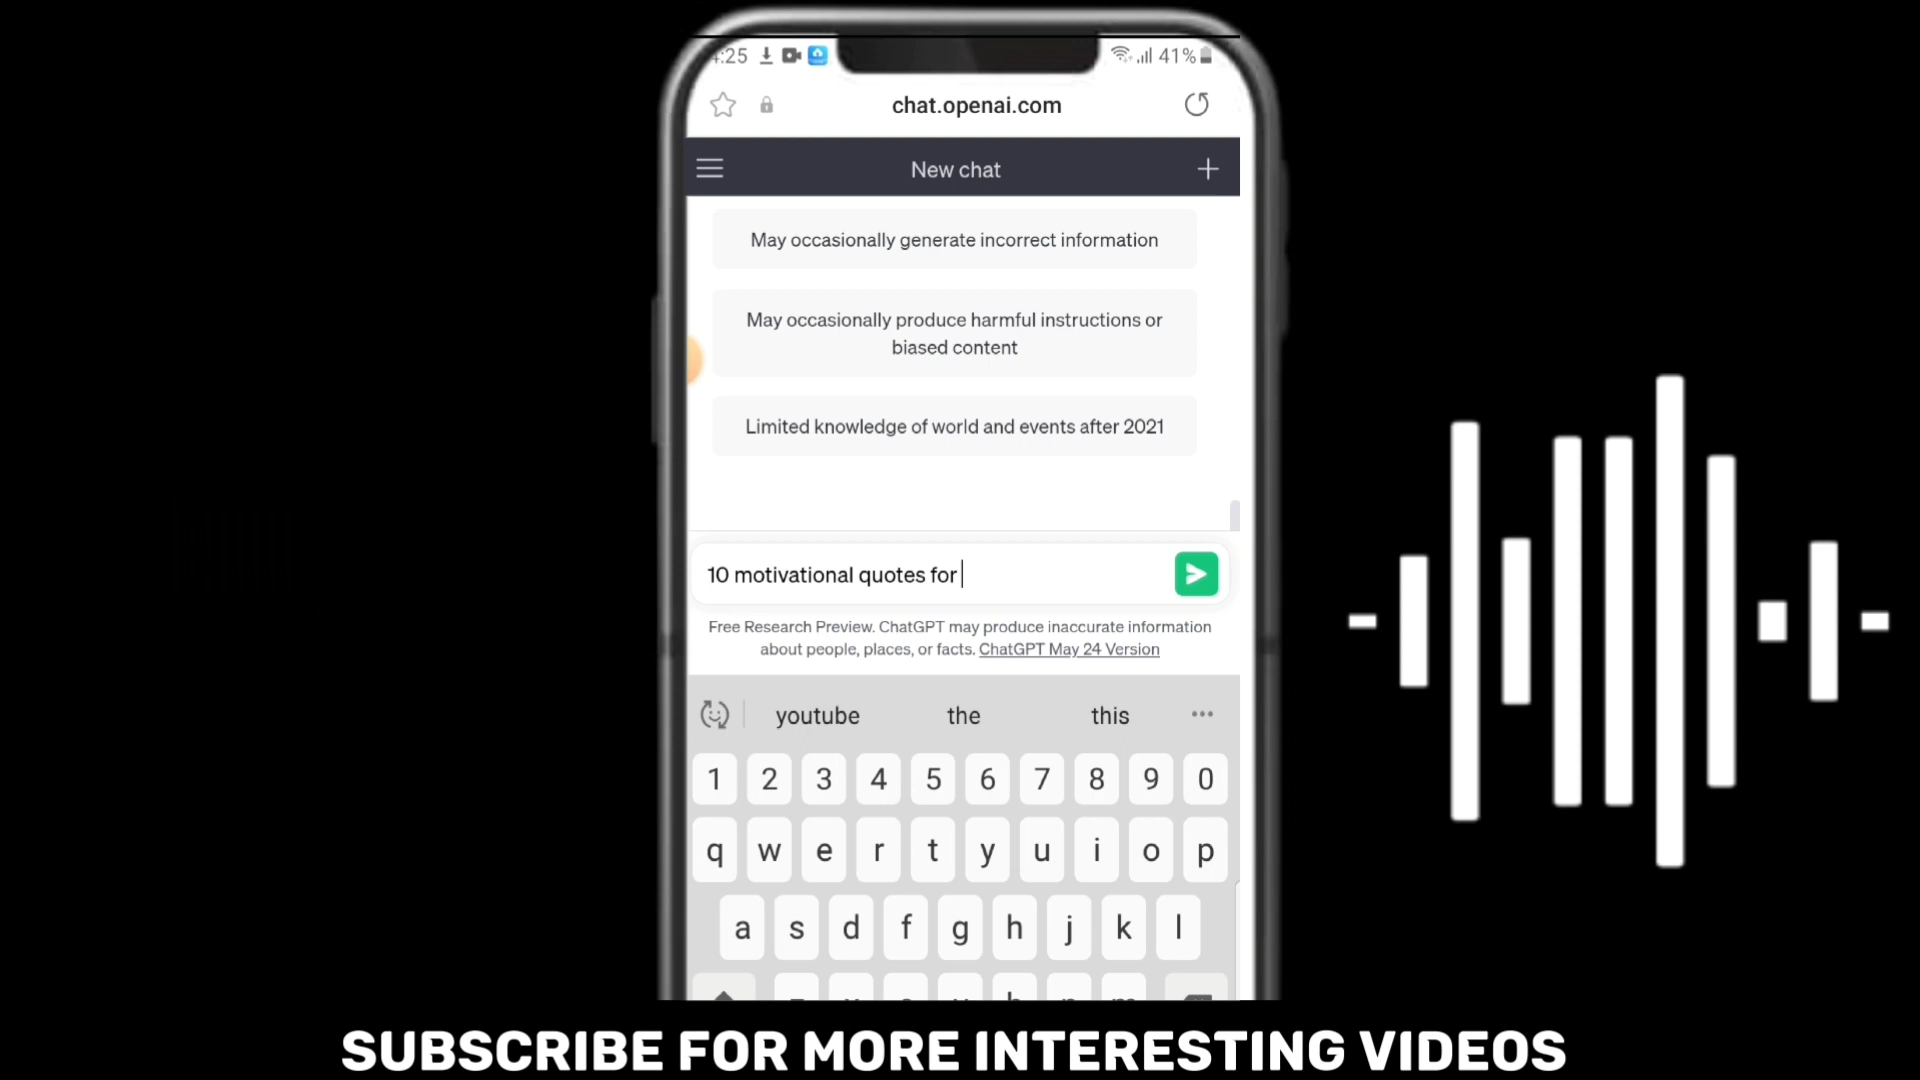 4:25
41%
chat.openai.com
New chat
May occasionally generate incorrect information
May occasionally produce harmful instructions or
biased content
Limited knowledge of world and events after 2021
10 motivational quotes for
Free Research Preview. ChatGPT may produce inaccurate information
about people, places, or facts. ChatGPT May 24 Version
youtube the this
1 2 3 4 5 6 7 8 9 0
q w e r t y u i o p
a s d f g h j k l
SUBSCRIBE FOR MORE INTERESTING VIDEOS